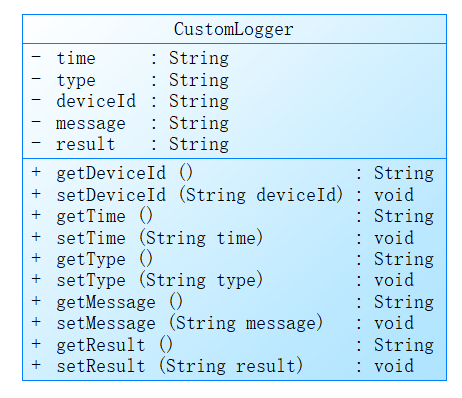 CustomLogger
- time : String
- type : String
- deviceId : String
- message : String
- result : String
+ getDeviceId () : String
+ setDeviceId (String deviceId) : void
+ getTime () : String
+ setTime (String time) : void
+ getType () : String
+ setType (String type) : void
+ getMessage () : String
+ setMessage (String message) : void
+ getResult () : String
+ setResult (String result) : void